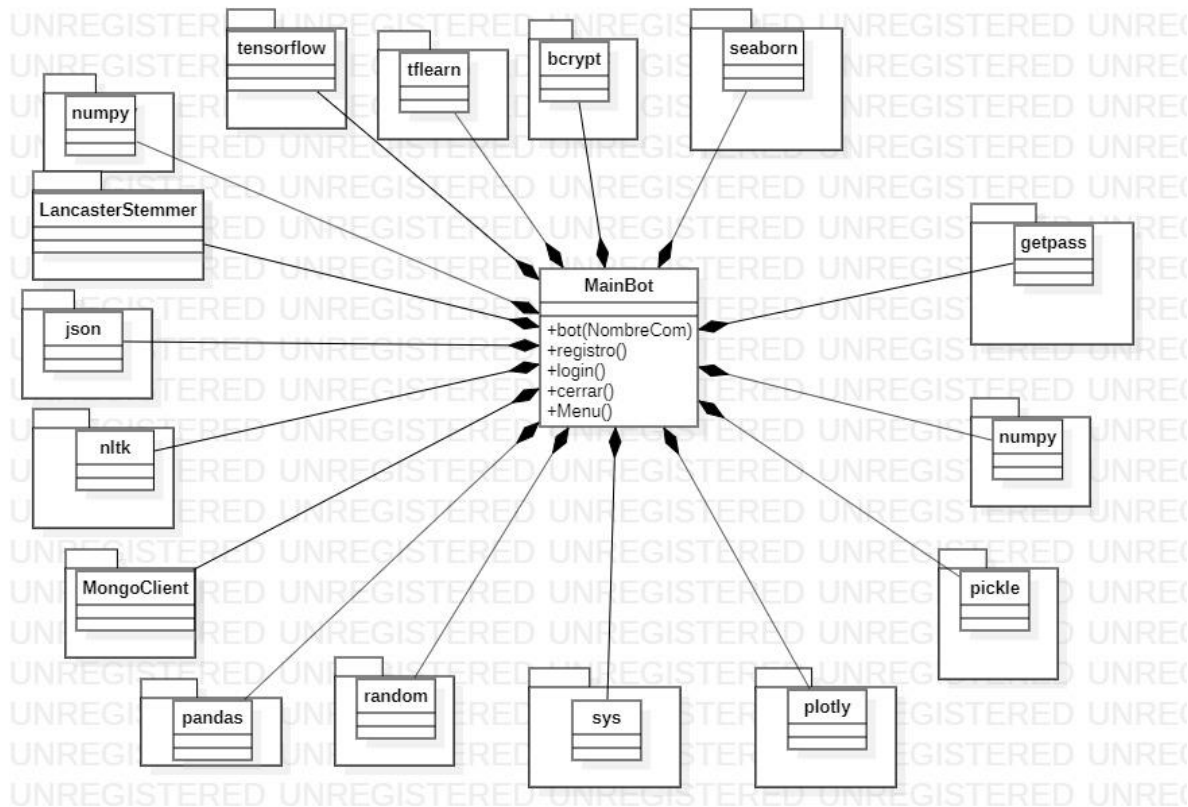 tensorflow
tflearn
bcrypt
seaborn
numpy
LancasterStemmer
getpass
MainBot
+bot(NombreCom)
+registro()
+login()
+cerrar()
+Menu()
json
nltk
numpy
MongoClient
pickle
pandas
random
sys
plotly
UNREGISTERED